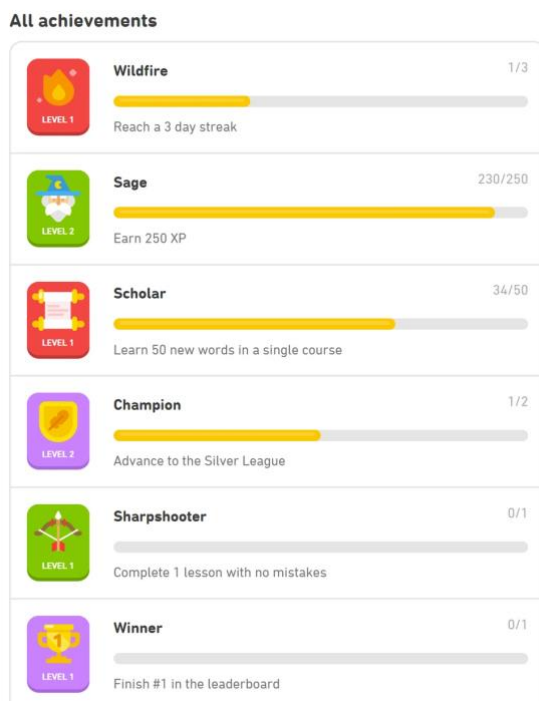 All achievements
LEVEL 1
Wildfire 1/3
Reach a 3 day streak
LEVEL 2
Sage 230/250
Earn 250 XP
LEVEL 1
Scholar 34/50
Learn 50 new words in a single course
LEVEL 2
Champion 1/2
Advance to the Silver League
LEVEL 1
Sharpshooter 0/1
Complete 1 lesson with no mistakes
1
LEVEL 1
Winner 0/1
Finish #1 in the leaderboard